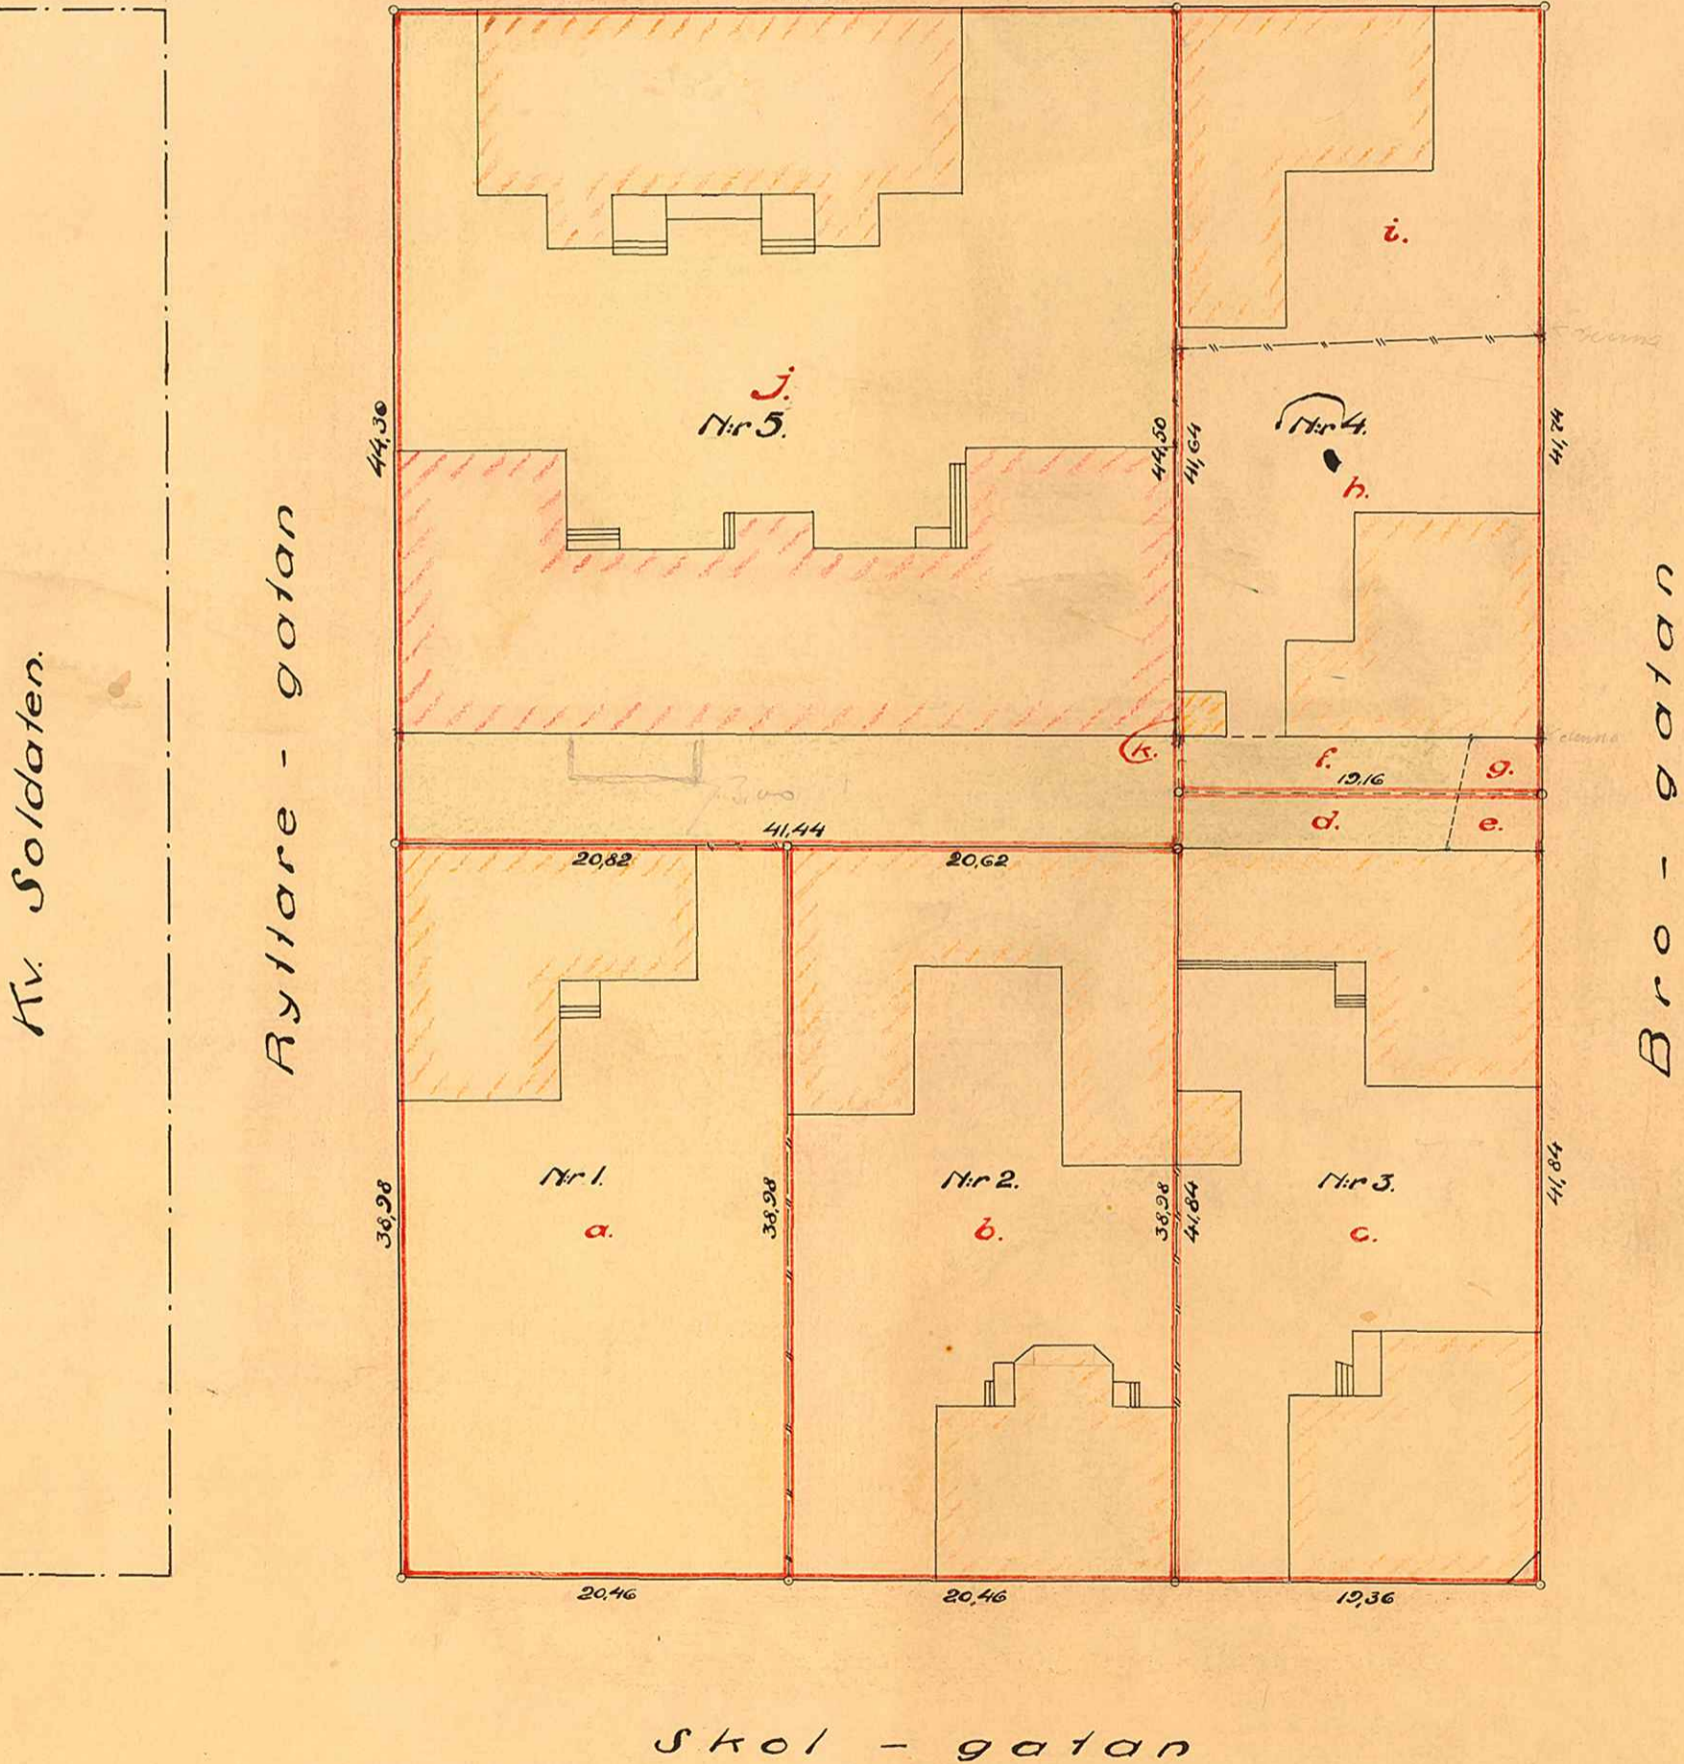 Kv. Soldaten.
Ryttare - gatan
Bro - gatan
Skol - gatan
i.
j.
N:r 5.
44,30
44,50
41,64
N:r 4.
41,74
h.
k.
f.
g.
19,16
d.
e.
41,44
20,82
20,62
N:r 1.
a.
38,98
38,98
N:r 2.
b.
38,98
41,84
N:r 3.
c.
41,84
20,46
20,46
19,36